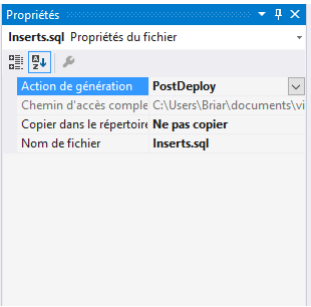 Propriétés
Inserts.sql Propriétés du fichier
Action de génération PostDeploy
Chemin d'accès comple C:\Users\Briar\documents\vi
Copier dans le répertoire Ne pas copier
Nom de fichier Inserts.sql